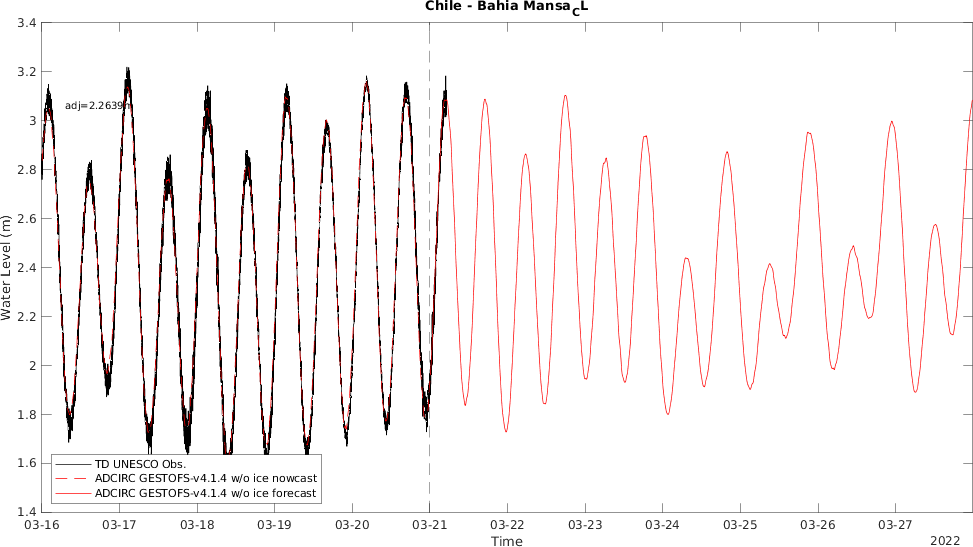 Chile - Bahia Mansa_CL
3.4
3.2
3
2.8
2.6
2.4
2.2
2
1.8
1.6
1.4
Water Level (m)
adj=2.2639m
TD UNESCO Obs.
ADCIRC GESTOFS-v4.1.4 w/o ice nowcast
ADCIRC GESTOFS-v4.1.4 w/o ice forecast
03-16 03-17 03-18 03-19 03-20 03-21 03-22 03-23 03-24 03-25 03-26 03-27
Time
2022